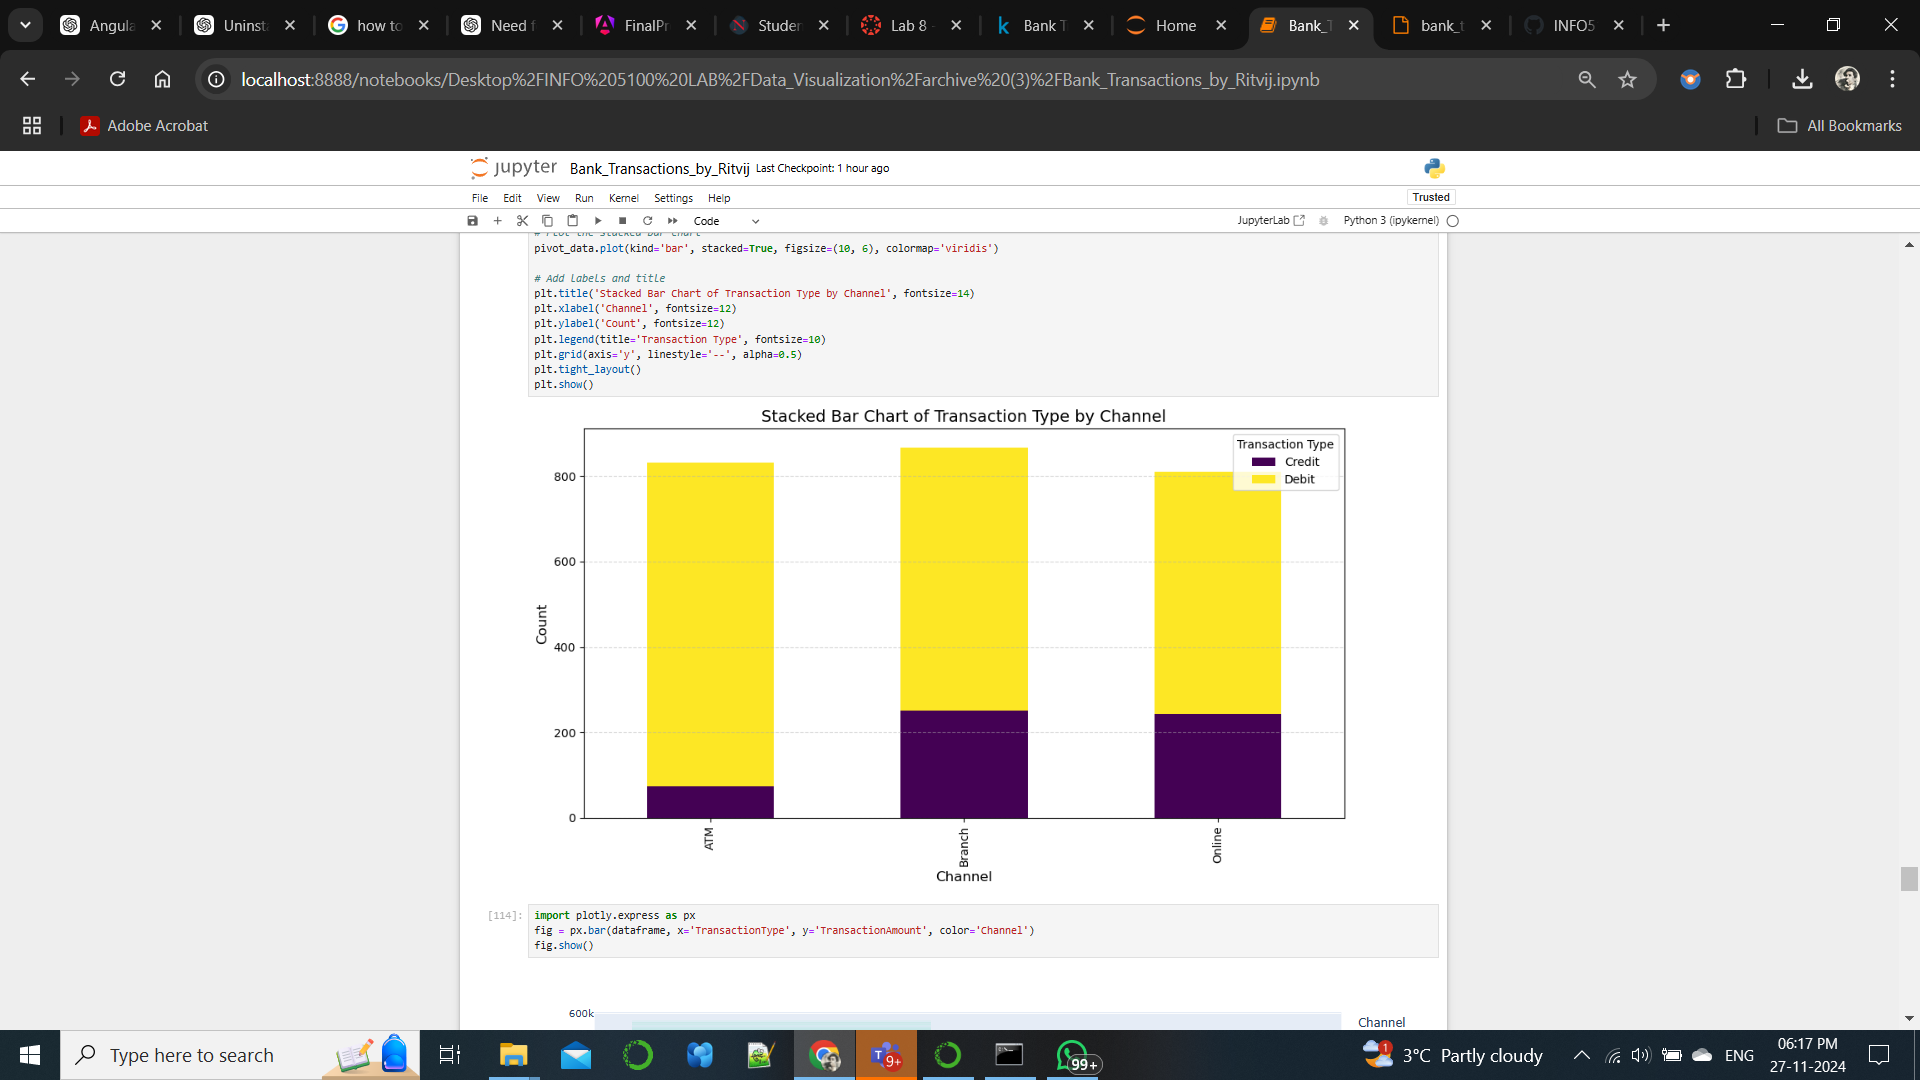 Angula
Uninsta
how to
Need f
FinalPr
Studen
Lab 8 -
Bank T
Home
Bank_T
bank_t
INFO5
localhost:8888/notebooks/Desktop%2FINFO%205100%20LAB%2FData_Visualization%2Farchive%20(3)%2FBank_Transactions_by_Ritvij.ipynb
Adobe Acrobat
All Bookmarks
jupyter Bank_Transactions_by_Ritvij Last Checkpoint: 1 hour ago
File Edit View Run Kernel Settings Help
Trusted
Code
JupyterLab
Python 3 (ipykernel)
# Plot the stacked bar chart
pivot_data.plot(kind='bar', stacked=True, figsize=(10, 6), colormap='viridis')
# Add labels and title
plt.title('Stacked Bar Chart of Transaction Type by Channel', fontsize=14)
plt.xlabel('Channel', fontsize=12)
plt.ylabel('Count', fontsize=12)
plt.legend(title='Transaction Type', fontsize=10)
plt.grid(axis='y', linestyle='--', alpha=0.5)
plt.tight_layout()
plt.show()
Stacked Bar Chart of Transaction Type by Channel
Transaction Type
Credit
Debit
800
600
400
200
0
Count
ATM
Branch
Online
Channel
[114]:
import plotly.express as px
fig = px.bar(dataframe, x='TransactionType', y='TransactionAmount', color='Channel')
fig.show()
600k
Channel
Type here to search
9+
99+
1
3°C Partly cloudy
ENG
06:17 PM
27-11-2024